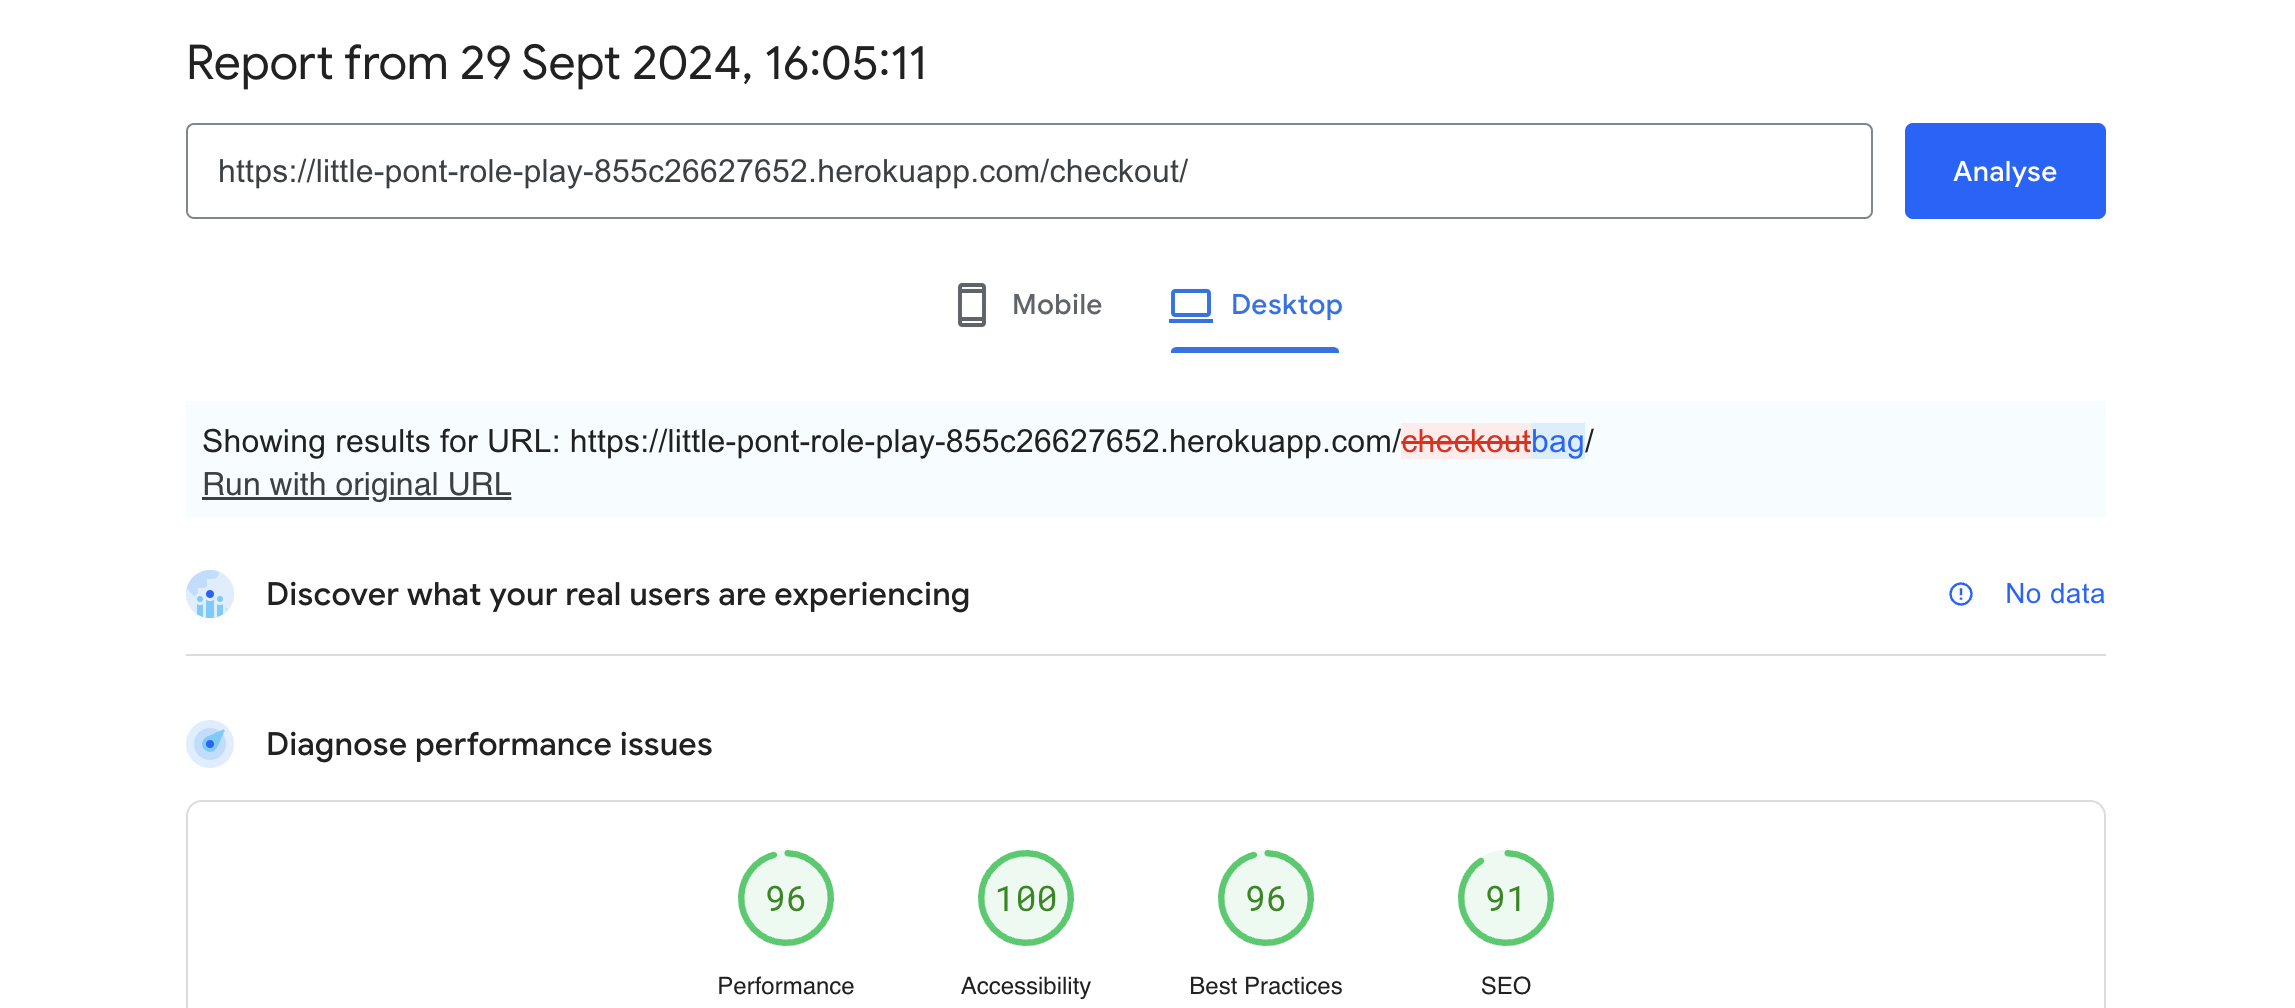 Report from 29 Sept 2024, 16:05:11
https://little-pont-role-play-855c26627652.herokuapp.com/checkout/
Analyse
Mobile
Desktop
Showing results for URL: https://little-pont-role-play-855c26627652.herokuapp.com/checkoutbag/
Run with original URL
Discover what your real users are experiencing
No data
Diagnose performance issues
96
100
96
91
Performance
Accessibility
Best Practices
SEO